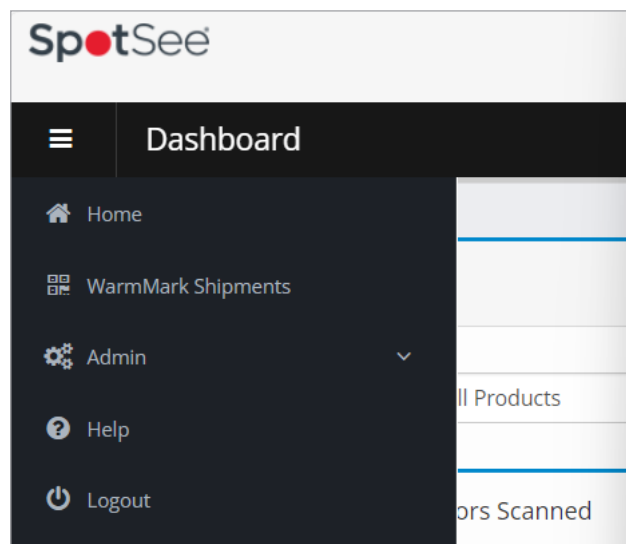 SpotSee
Dashboard
Home
WarmMark Shipments
Admin
ll Products
Help
Logout
ors Scanned